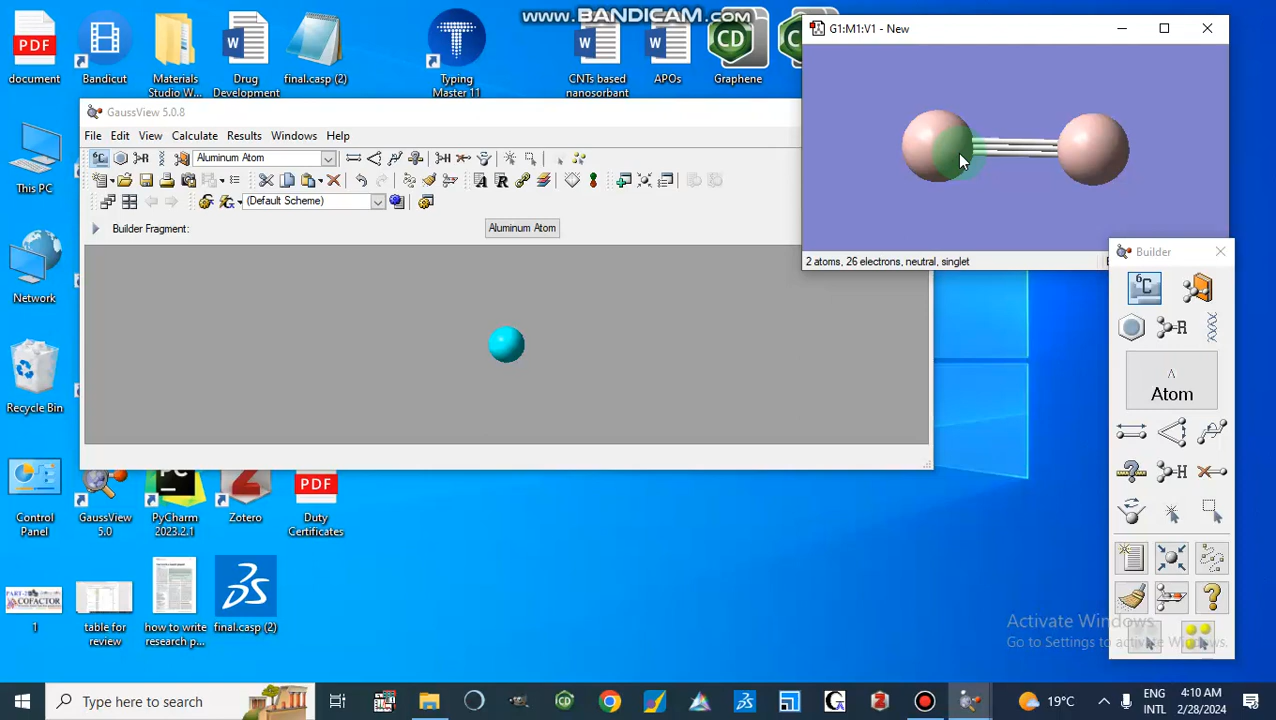 www.BANDICAM.com
document
Bandicut
Materials
Studio W...
Drug
Development
final.casp (2)
Typing
Master 11
CNTs based
nanosorbant
APOs
Graphene
G1:M1:V1 - New
2 atoms, 26 electrons, neutral, singlet
GaussView 5.0.8
File Edit View Calculate Results Windows Help
Aluminum Atom
(Default Scheme)
Builder Fragment:
Aluminum Atom
Builder
6C
R
Atom
H
This PC
Network
Recycle Bin
Control
Panel
GaussView
5.0
PyCharm
2023.2.1
Zotero
Duty
Certificates
PDF
1
table for
review
how to write
research p...
final.casp (2)
Activate Windows
Go to Settings to activate Windows.
Type here to search
19°C
ENG
INTL
4:10 AM
2/28/2024